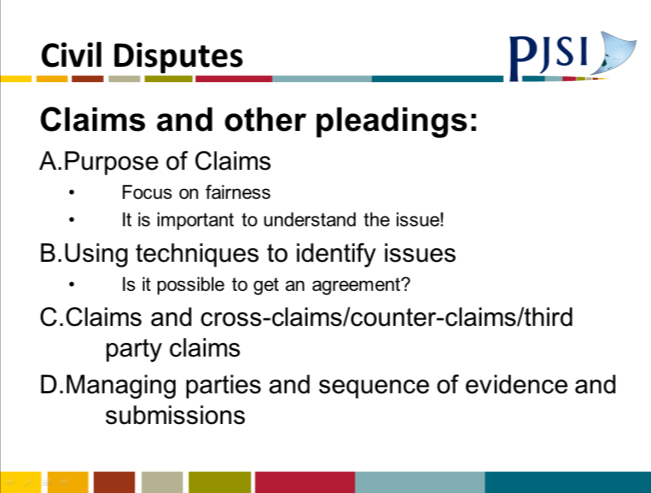 Civil Disputes
PJSI
Claims and other pleadings:
A.Purpose of Claims
• Focus on fairness
• It is important to understand the issue!
B.Using techniques to identify issues
• Is it possible to get an agreement?
C.Claims and cross-claims/counter-claims/third
party claims
D.Managing parties and sequence of evidence and
submissions